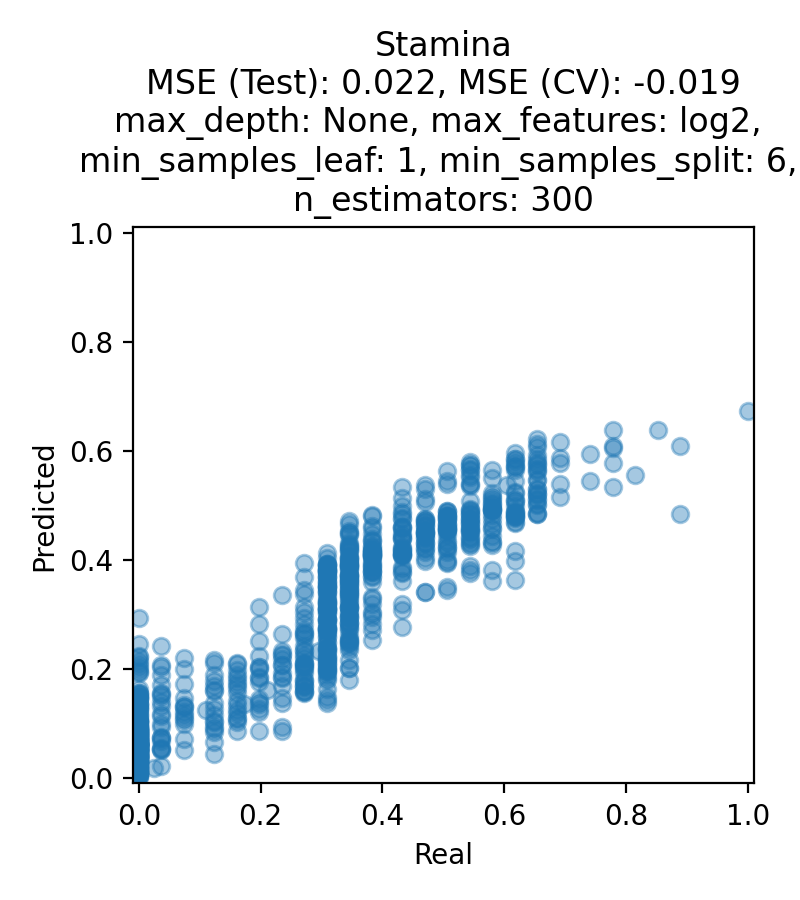 Stamina
MSE (Test): 0.022, MSE (CV): -0.019
max_depth: None, max_features: log2,
min_samples_leaf: 1, min_samples_split: 6,
n_estimators: 300
1.0
0.8
0.6
0.4
0.2
0.0
Predicted
0.0 0.2 0.4 0.6 0.8 1.0
Real